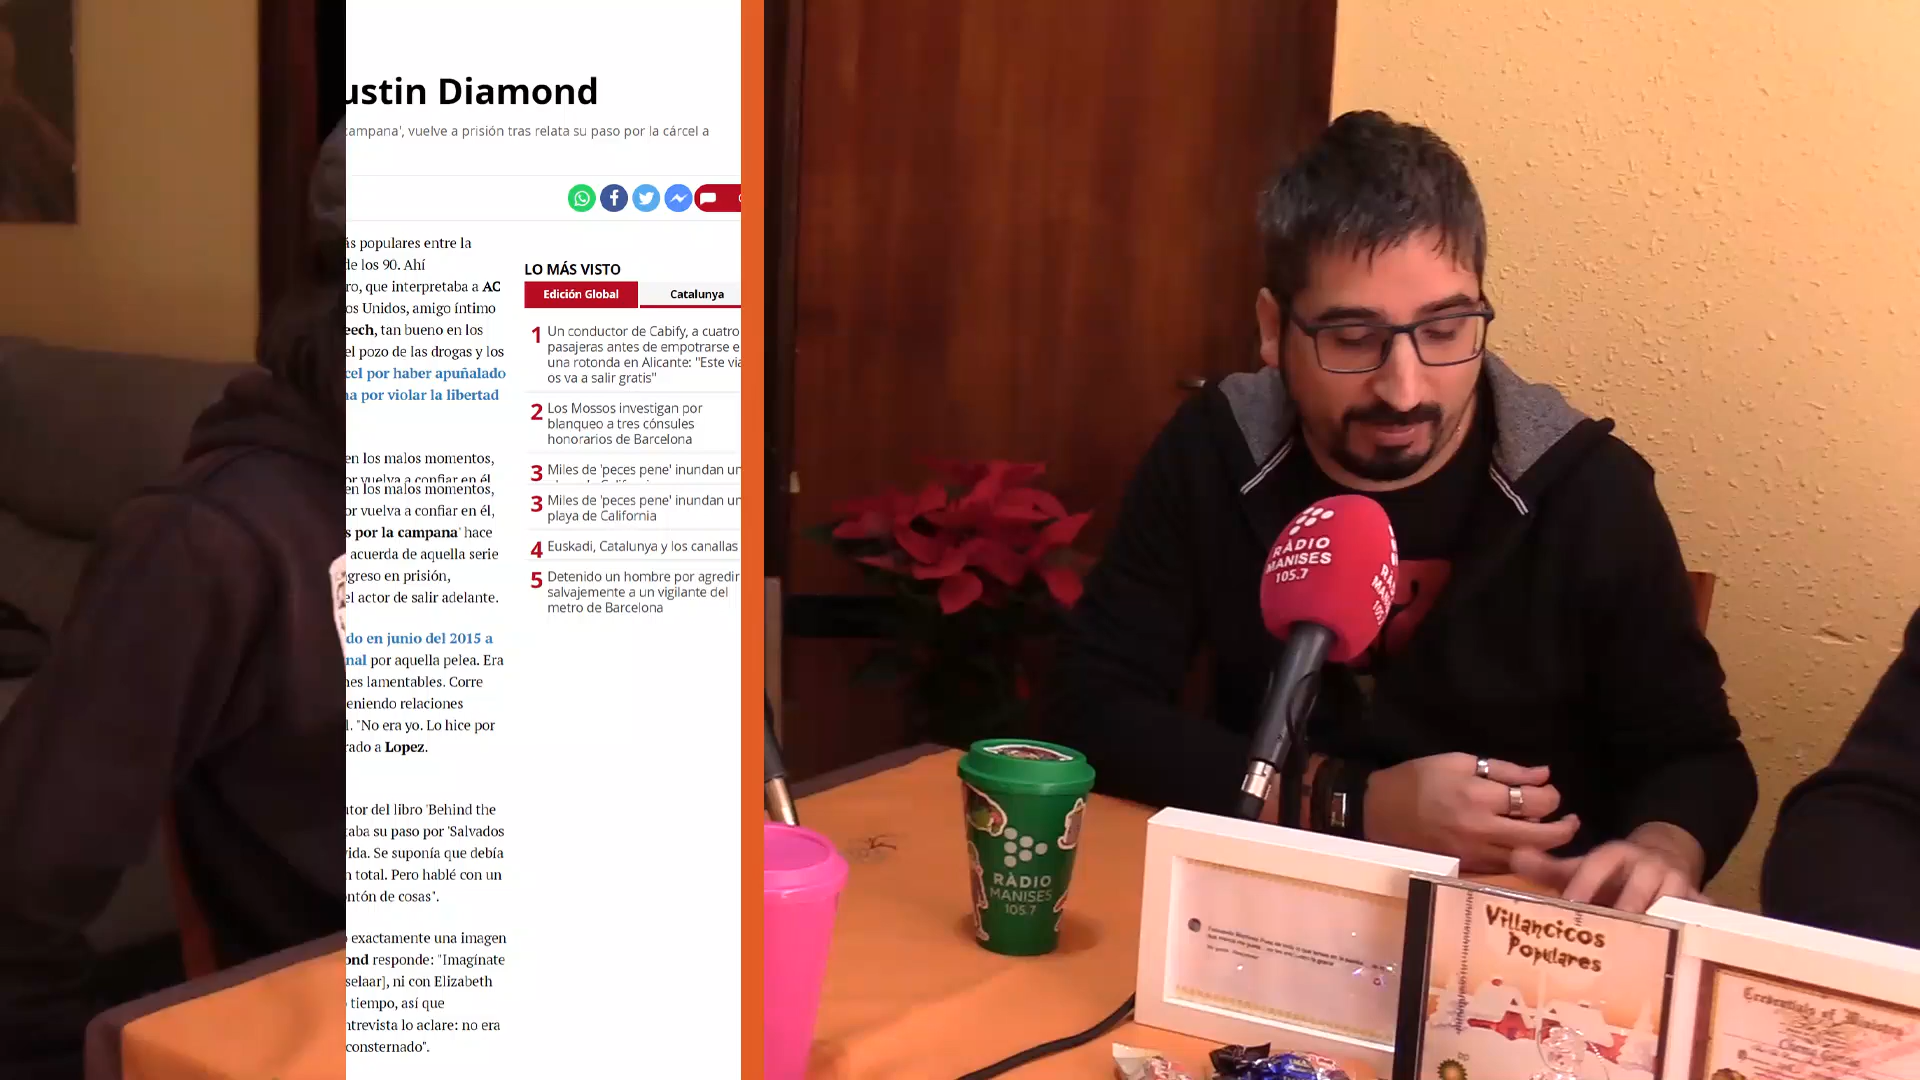 ustin Diamond
campana', vuelve a prisión tras relata su paso por la cárcel a
ás populares entre la
de los 90. Ahí
ro, que interpretaba a AC
os Unidos, amigo íntimo
eech, tan bueno en los
el pozo de las drogas y los
cel por haber apuñalado
na por violar la libertad
en los malos momentos,
or vuelva a confiar en él
en los malos momentos,
or vuelva a confiar en él,
s por la campana' hace
acuerda de aquella serie
greso en prisión,
el actor de salir adelante.
do en junio del 2015 a
nal por aquella pelea. Era
nes lamentables. Corre
eniendo relaciones
l. "No era yo. Lo hice por
rado a Lopez.
utor del libro 'Behind the
taba su paso por 'Salvados
vida. Se suponía que debía
n total. Pero hablé con un
ontón de cosas".
o exactamente una imagen
ond responde: "Imagínate
selaar], ni con Elizabeth
tiempo, así que
ntrevista lo aclare: no era
consternado".
LO MÁS VISTO
Edición Global
Catalunya
1 Un conductor de Cabify, a cuatro
pasajeras antes de empotrarse e
una rotonda en Alicante: "Este via
os va a salir gratis"
2 Los Mossos investigan por
blanqueo a tres cónsules
honorarios de Barcelona
3 Miles de 'peces pene' inundan un
3 Miles de 'peces pene' inundan un
playa de California
4 Euskadi, Catalunya y los canallas
5 Detenido un hombre por agredir
salvajemente a un vigilante del
metro de Barcelona
RÀDIO
MANISES
105.7
RÀDIO
MANISES
105.7
Villancicos
Populares